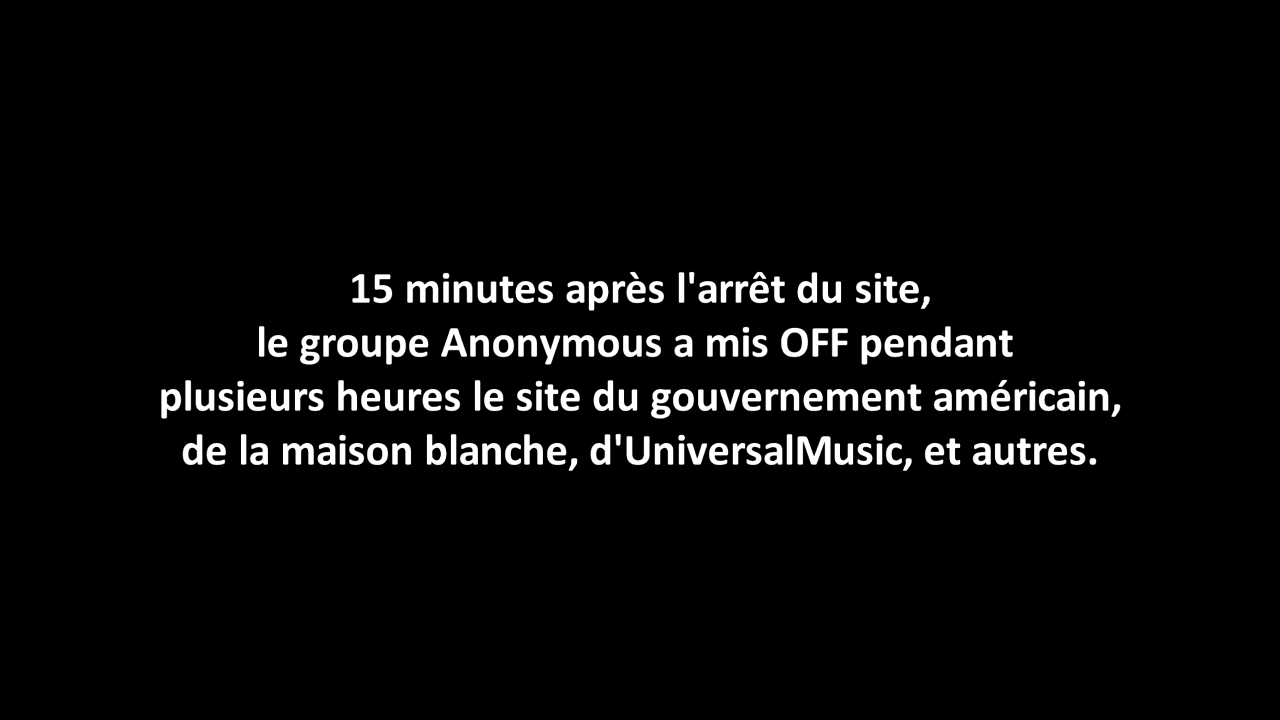 15 minutes après l'arrêt du site,
le groupe Anonymous a mis OFF pendant
plusieurs heures le site du gouvernement américain,
de la maison blanche, d'UniversalMusic, et autres.